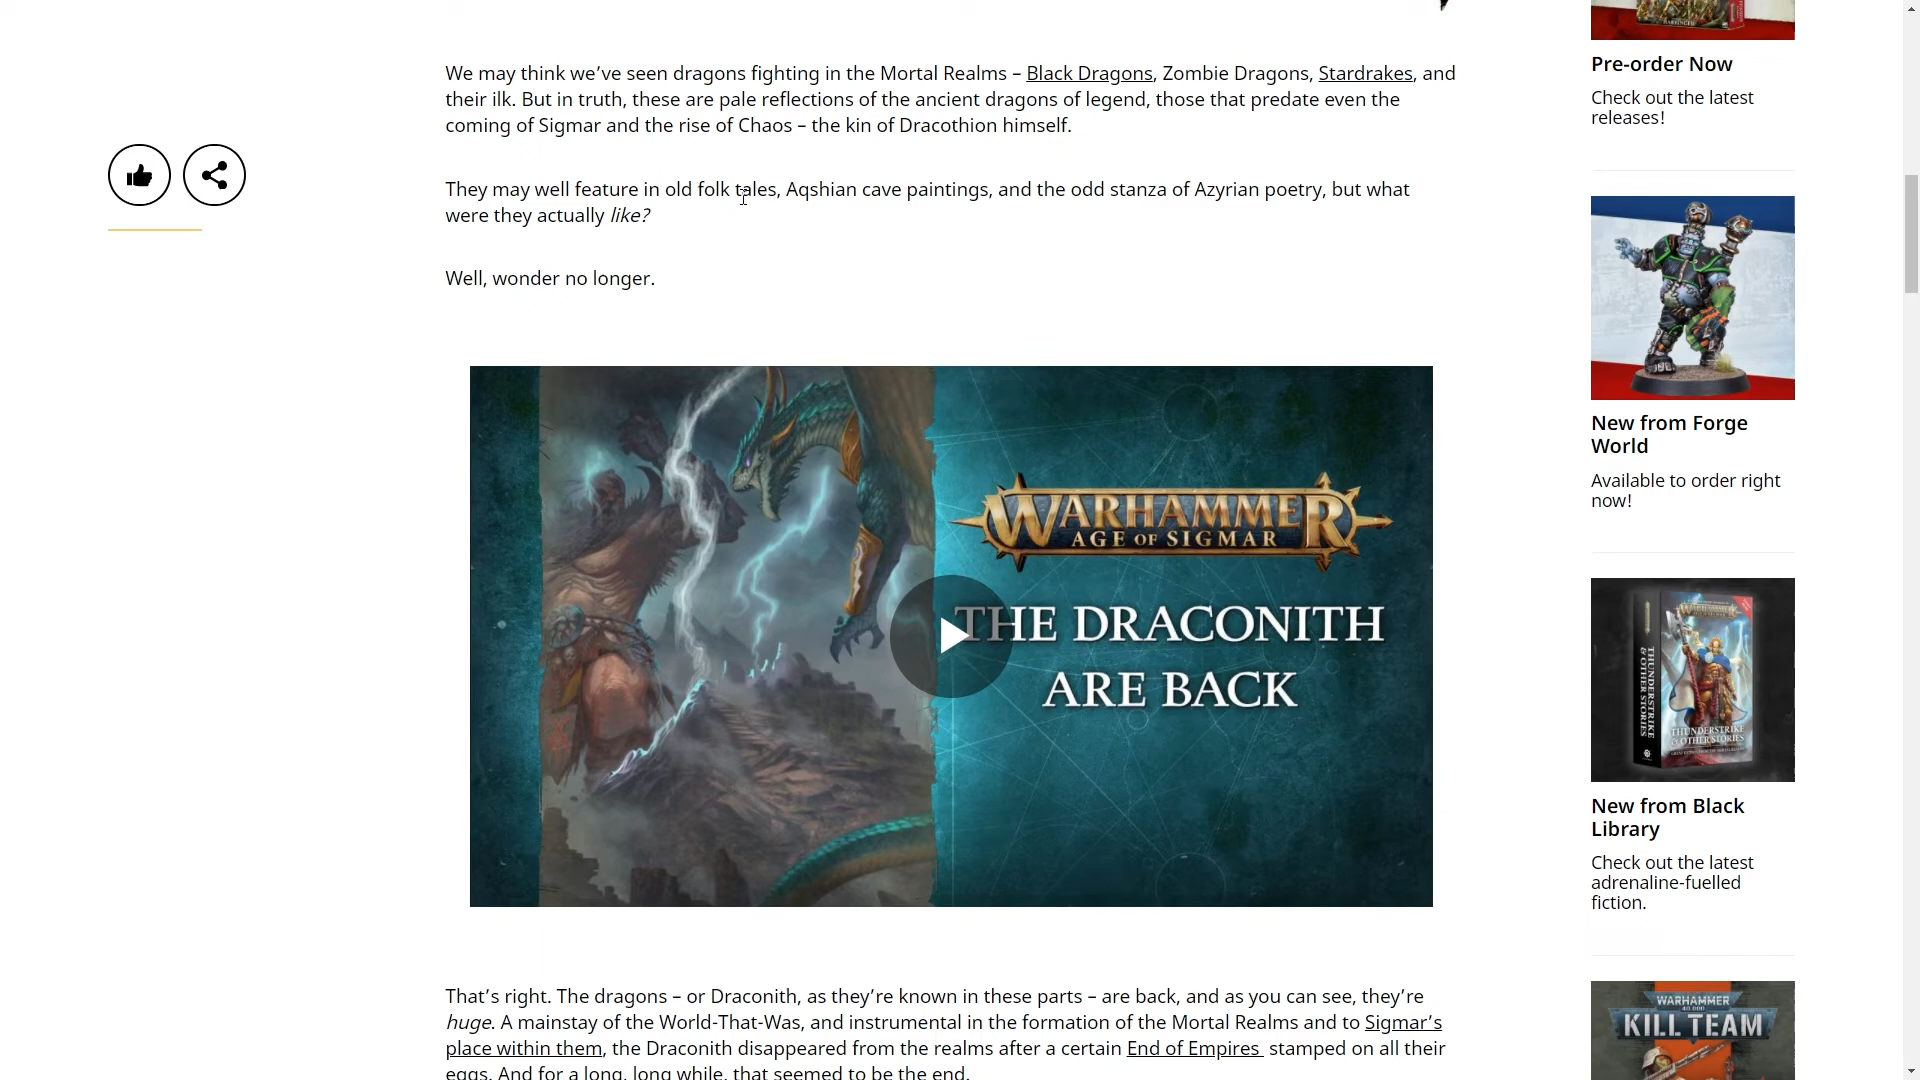 We may think we’ve seen dragons fighting in the Mortal Realms – Black Dragons, Zombie Dragons, Stardrakes, and
their ilk. But in truth, these are pale reflections of the ancient dragons of legend, those that predate even the
coming of Sigmar and the rise of Chaos – the kin of Dracothion himself.
They may well feature in old folk tales, Aqshian cave paintings, and the odd stanza of Azyrian poetry, but what
were they actually like?
Well, wonder no longer.
WARHAMMER
AGE OF SIGMAR
THE DRACONITH
ARE BACK
That’s right. The dragons – or Draconith, as they’re known in these parts – are back, and as you can see, they’re
huge. A mainstay of the World-That-Was, and instrumental in the formation of the Mortal Realms and to Sigmar’s
place within them, the Draconith disappeared from the realms after a certain End of Empires stamped on all their
eggs. And for a long, long while, that seemed to be the end.
Pre-order Now
Check out the latest
releases!
New from Forge
World
Available to order right
now!
WARHAMMER
THUNDERSTRIKE
& OTHER STORIES
THUNDERSTRIKE
& OTHER STORIES
New from Black
Library
Check out the latest
adrenaline-fuelled
fiction.
WARHAMMER
40,000
KILL TEAM